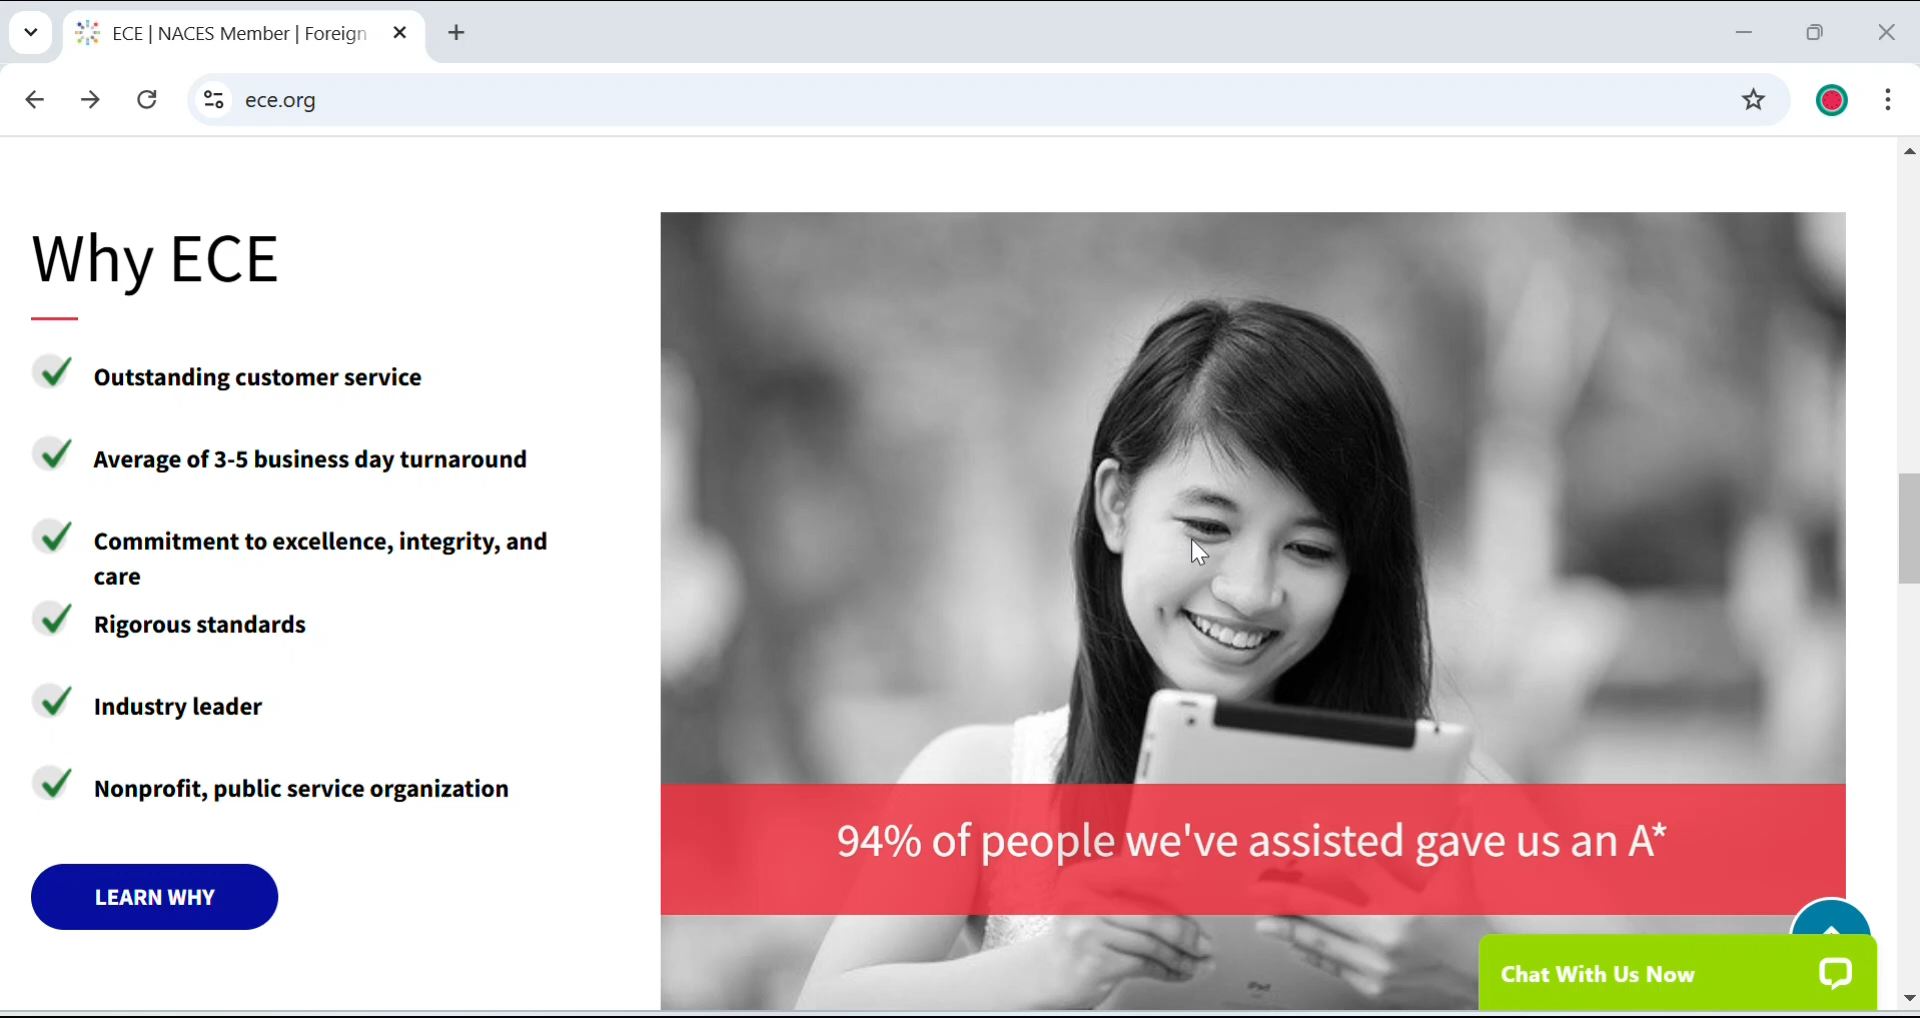 ECE | NACES Member | Foreign
ece.org
Why ECE
Outstanding customer service
Average of 3-5 business day turnaround
Commitment to excellence, integrity, and
care
Rigorous standards
Industry leader
Nonprofit, public service organization
LEARN WHY
94% of people we've assisted gave us an A*
iPad
Chat With Us Now